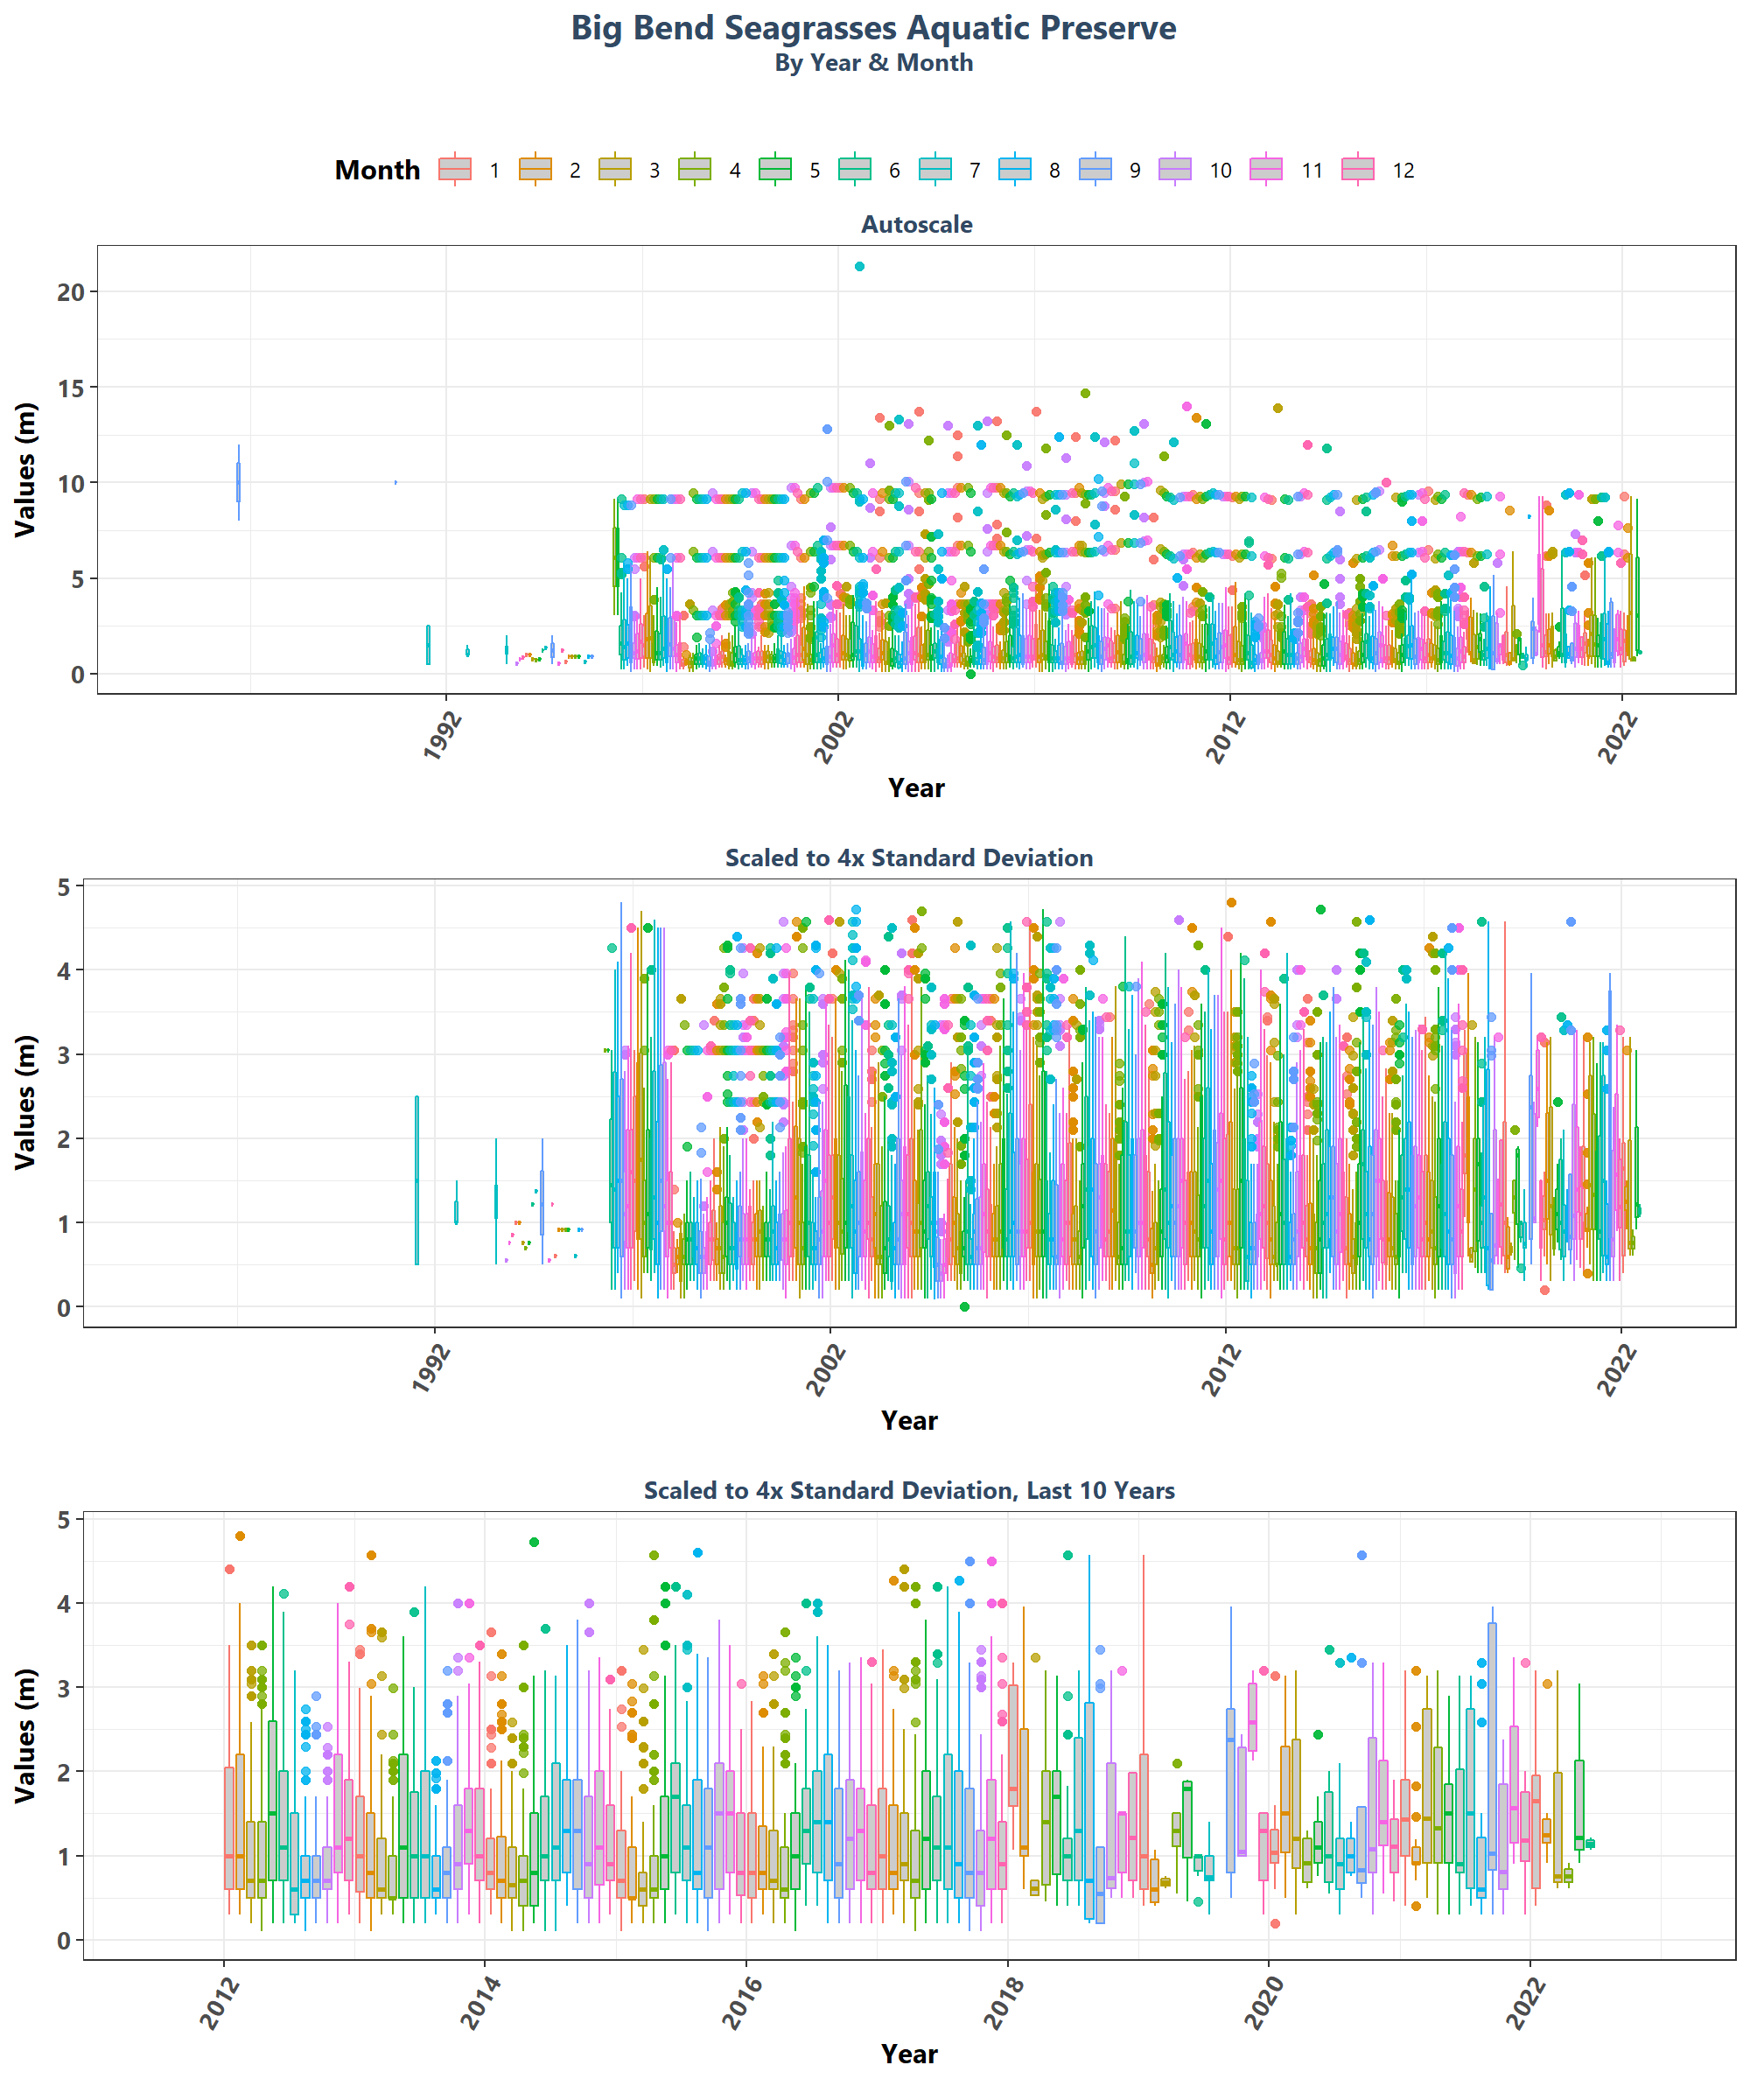 Big Bend Seagrasses Aquatic Preserve
By Year & Month
Month 1 2 3 4 5 6 7 8 9 10 11 12
Autoscale
Values (m)
20
15
10
5
0
1992 2002 2012 2022
Year
Scaled to 4x Standard Deviation
Values (m)
5
4
3
2
1
0
1992 2002 2012 2022
Year
Scaled to 4x Standard Deviation, Last 10 Years
Values (m)
5
4
3
2
1
0
2012 2014 2016 2018 2020 2022
Year